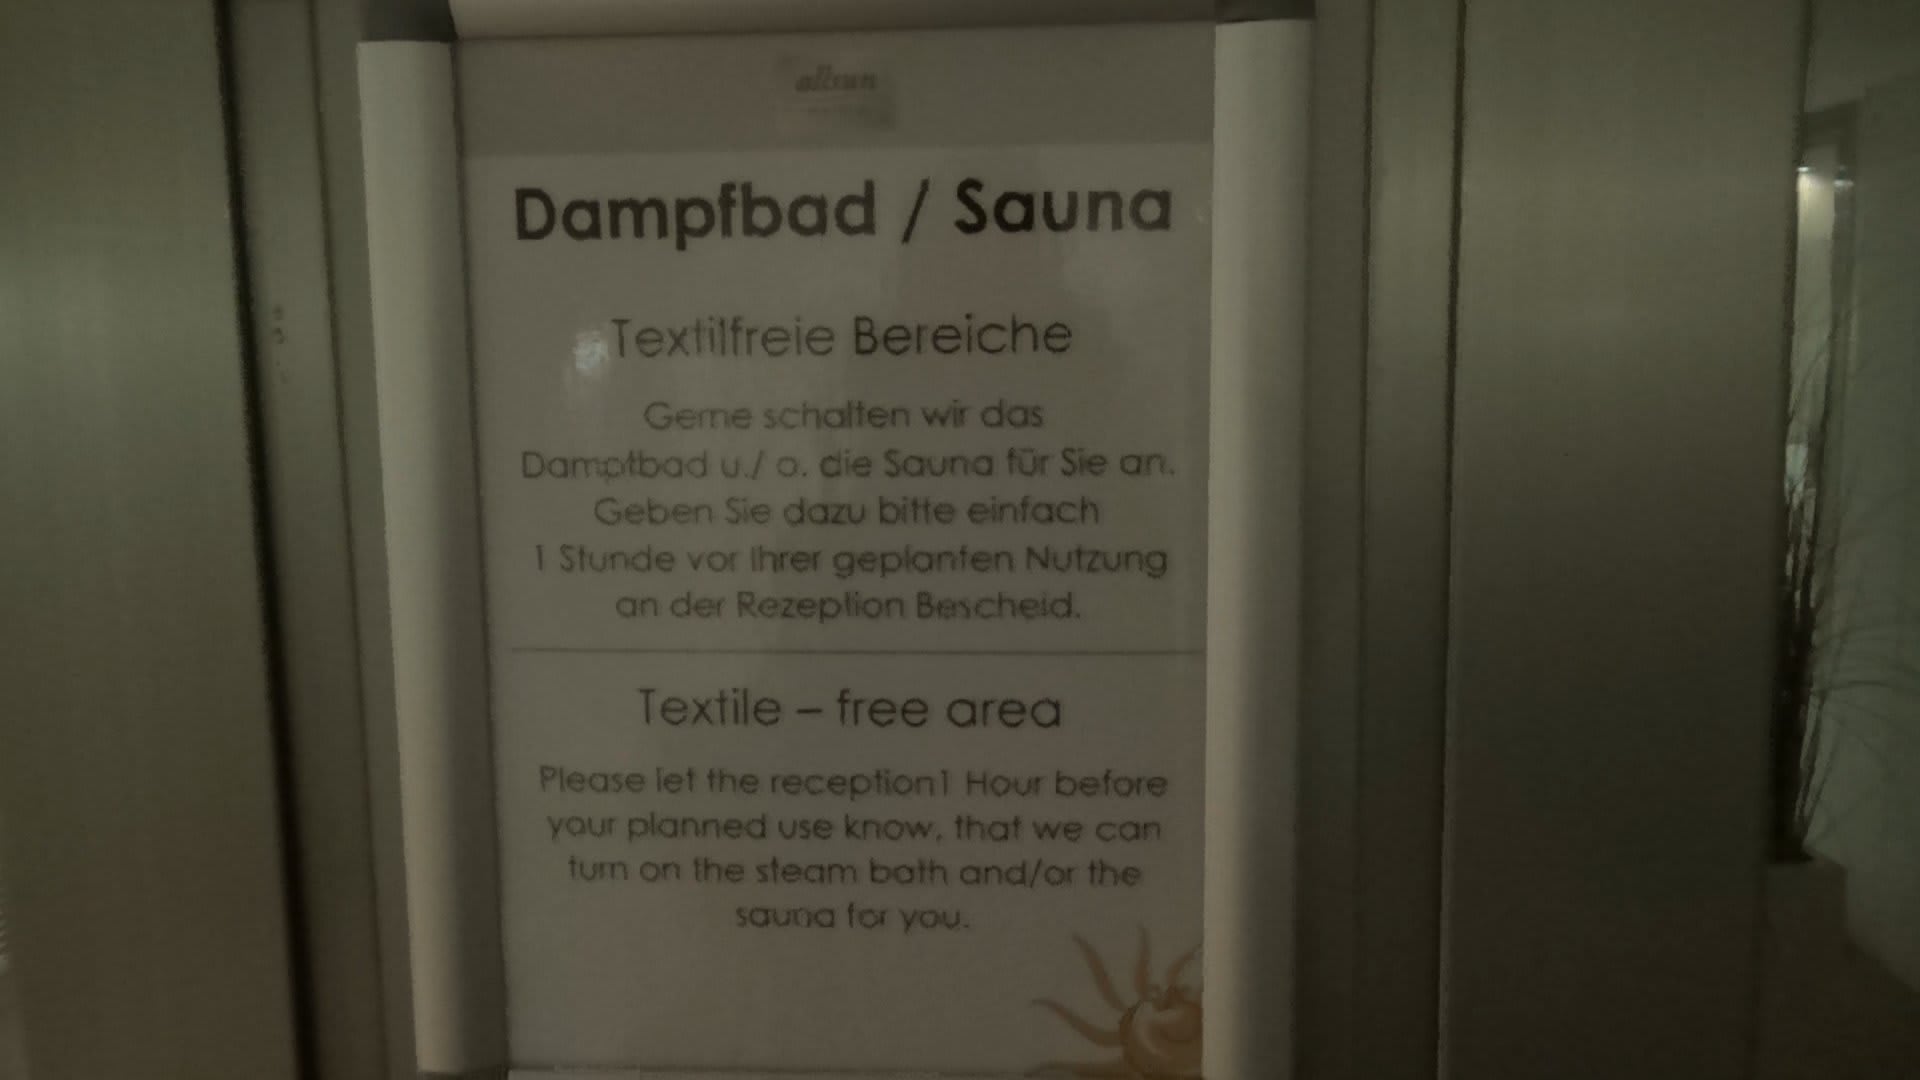 allsun
Dampfbad / Sauna
Textilfreie Bereiche
Gerne schalten wir das
Dampfbad u./ o. die Sauna für Sie an.
Geben Sie dazu bitte einfach
1 Stunde vor Ihrer geplanten Nutzung
an der Rezeption Bescheid.
Textile – free area
Please let the reception1 Hour before
your planned use know, that we can
turn on the steam bath and/or the
sauna for you.